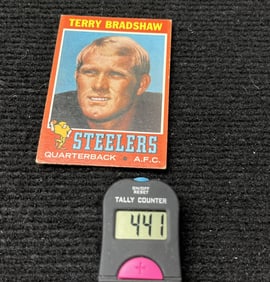 TERRY BRADSHAW
STEELERS
QUARTERBACK • A.F.C.
ON/OFF
RESET
TALLY COUNTER
441
+